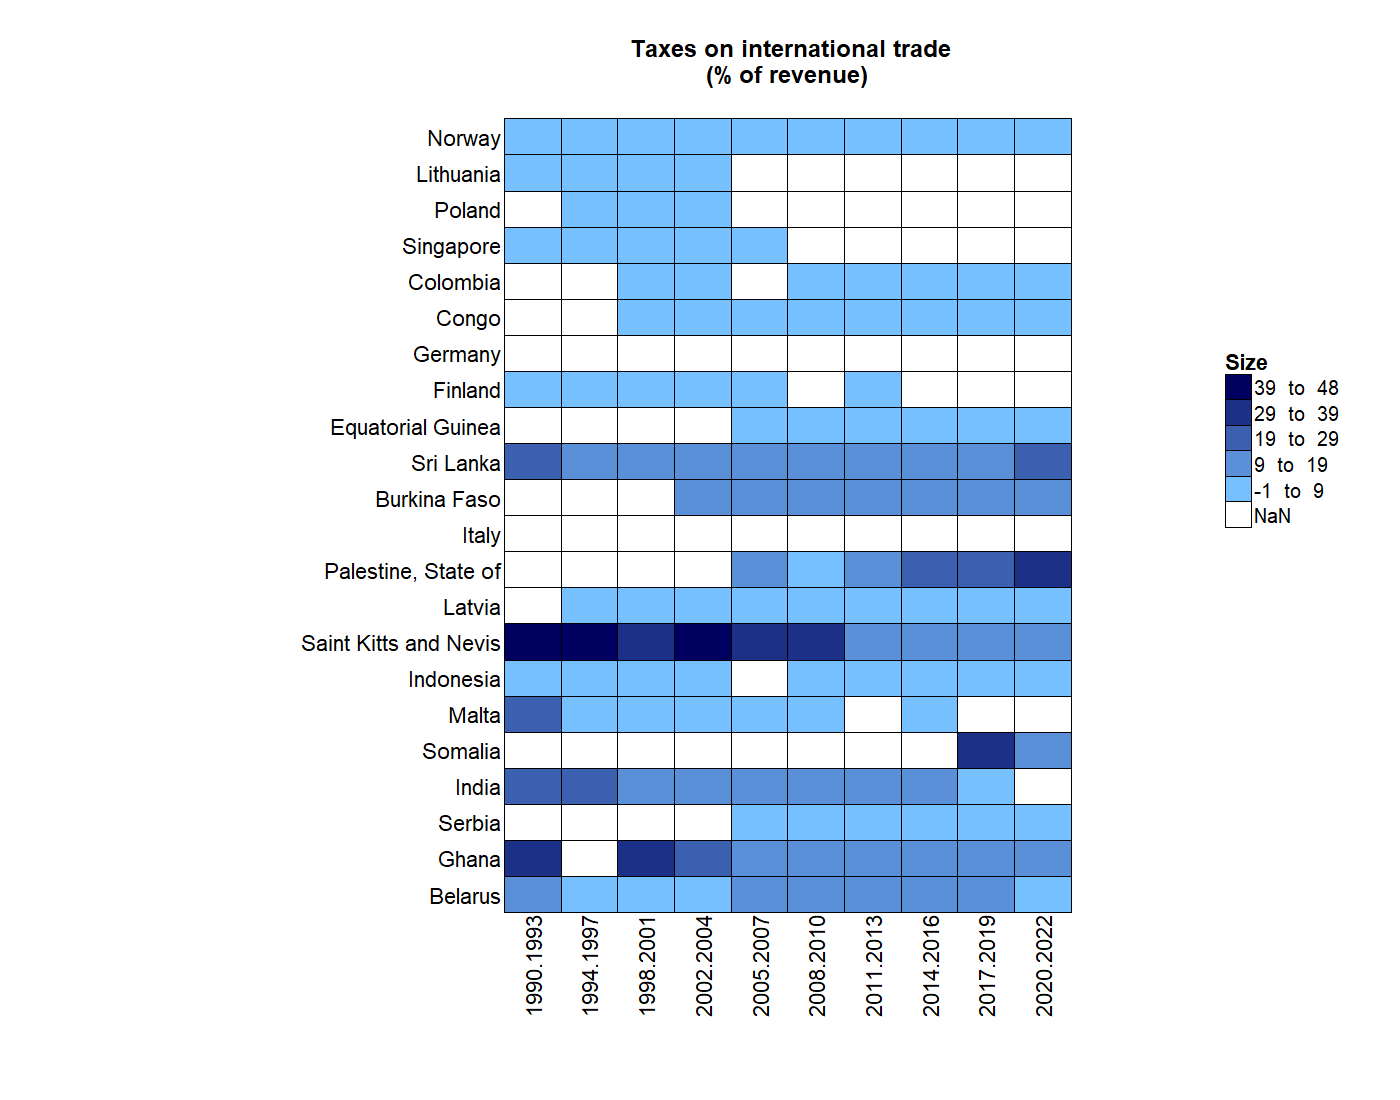 Taxes on international trade
(% of revenue)
Norway
Lithuania
Poland
Singapore
Colombia
Congo
Germany
Finland
Equatorial Guinea
Sri Lanka
Burkina Faso
Italy
Palestine, State of
Latvia
Saint Kitts and Nevis
Indonesia
Malta
Somalia
India
Serbia
Ghana
Belarus
1990.1993
1994.1997
1998.2001
2002.2004
2005.2007
2008.2010
2011.2013
2014.2016
2017.2019
2020.2022
Size
39 to 48
29 to 39
19 to 29
9 to 19
-1 to 9
NaN